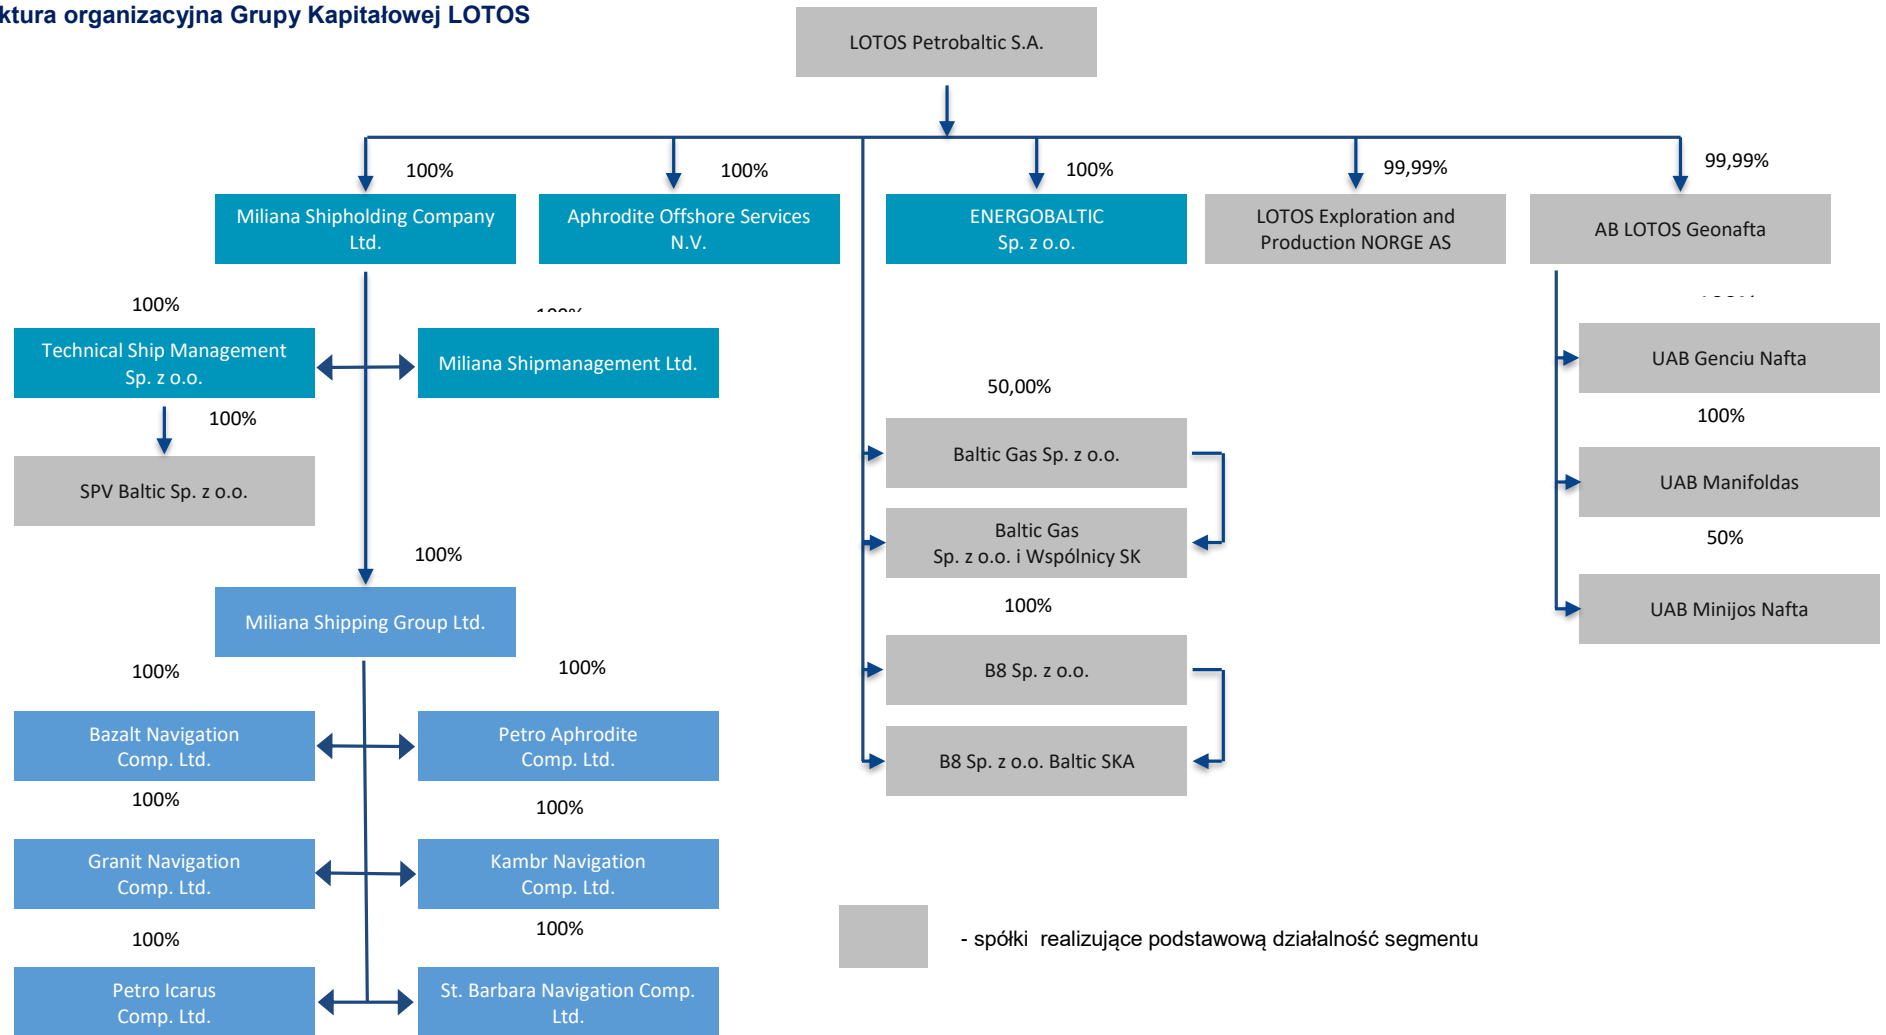 ktura organizacyjna Grupy Kapitałowej LOTOS
LOTOS Petrobaltic S.A.
100%
100%
100%
99,99%
99,99%
Miliana Shipholding Company
Ltd.
Aphrodite Offshore Services
N.V.
ENERGOBALTIC
Sp. z o.o.
LOTOS Exploration and
Production NORGE AS
AB LOTOS Geonafta
100%
Technical Ship Management
Sp. z o.o.
Miliana Shipmanagement Ltd.
UAB Genciu Nafta
50,00%
100%
100%
Baltic Gas Sp. z o.o.
SPV Baltic Sp. z o.o.
UAB Manifoldas
Baltic Gas
Sp. z o.o. i Wspólnicy SK
50%
100%
100%
Miliana Shipping Group Ltd.
UAB Minijos Nafta
100%
100%
B8 Sp. z o.o.
Bazalt Navigation
Comp. Ltd.
Petro Aphrodite
Comp. Ltd.
B8 Sp. z o.o. Baltic SKA
100%
100%
Granit Navigation
Comp. Ltd.
Kambr Navigation
Comp. Ltd.
100%
100%
- spółki realizujące podstawową działalność segmentu
Petro Icarus
Comp. Ltd.
St. Barbara Navigation Comp.
Ltd.